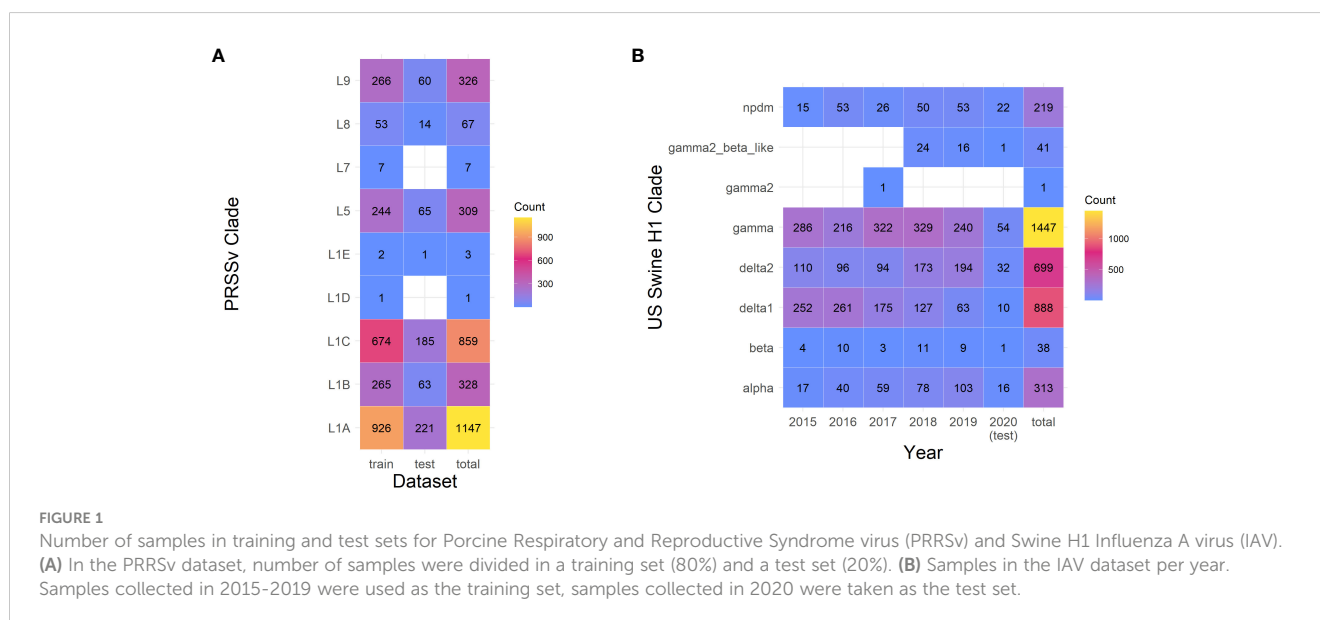 A
PRRSv Clade
L9 266 60 326
L8 53 14 67
L7 7 7
L5 244 65 309
L1E 2 1 3
L1D 1 1
L1C 674 185 859
L1B 265 63 328
L1A 926 221 1147
train test total
Dataset
Count
900
600
300
B
US Swine H1 Clade
npdm 15 53 26 50 53 22 219
gamma2_beta_like 24 16 1 41
gamma2 1 1
gamma 286 216 322 329 240 54 1447
delta2 110 96 94 173 194 32 699
delta1 252 261 175 127 63 10 888
beta 4 10 3 11 9 1 38
alpha 17 40 59 78 103 16 313
2015 2016 2017 2018 2019 2020 total
(test)
Year
Count
1000
500
FIGURE 1
Number of samples in training and test sets for Porcine Respiratory and Reproductive Syndrome virus (PRRSv) and Swine H1 Influenza A virus (IAV).
(A) In the PRRSv dataset, number of samples were divided in a training set (80%) and a test set (20%). (B) Samples in the IAV dataset per year.
Samples collected in 2015-2019 were used as the training set, samples collected in 2020 were taken as the test set.